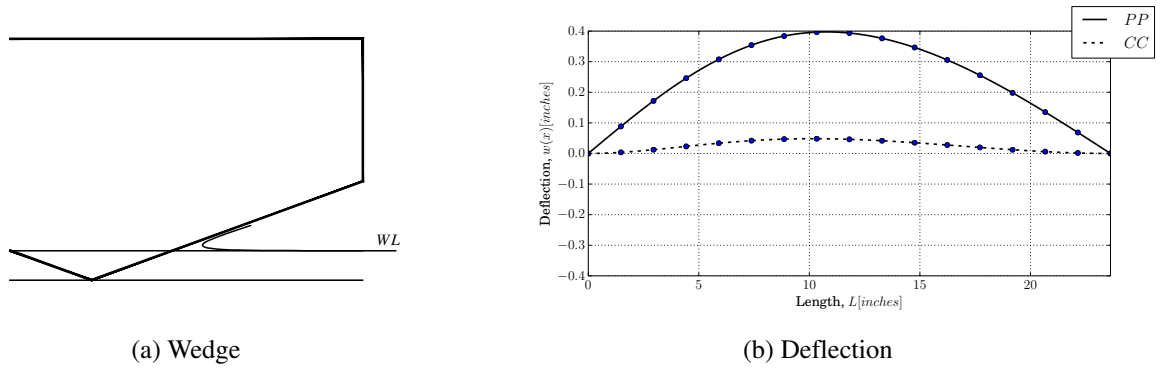 WL
(a) Wedge
PP
CC
0.4
0.3
0.2
0.1
0.0
−0.1
−0.2
−0.3
−0.4
Deflection, w(x)[inches]
0 5 10 15 20
Length, L[inches]
(b) Deflection